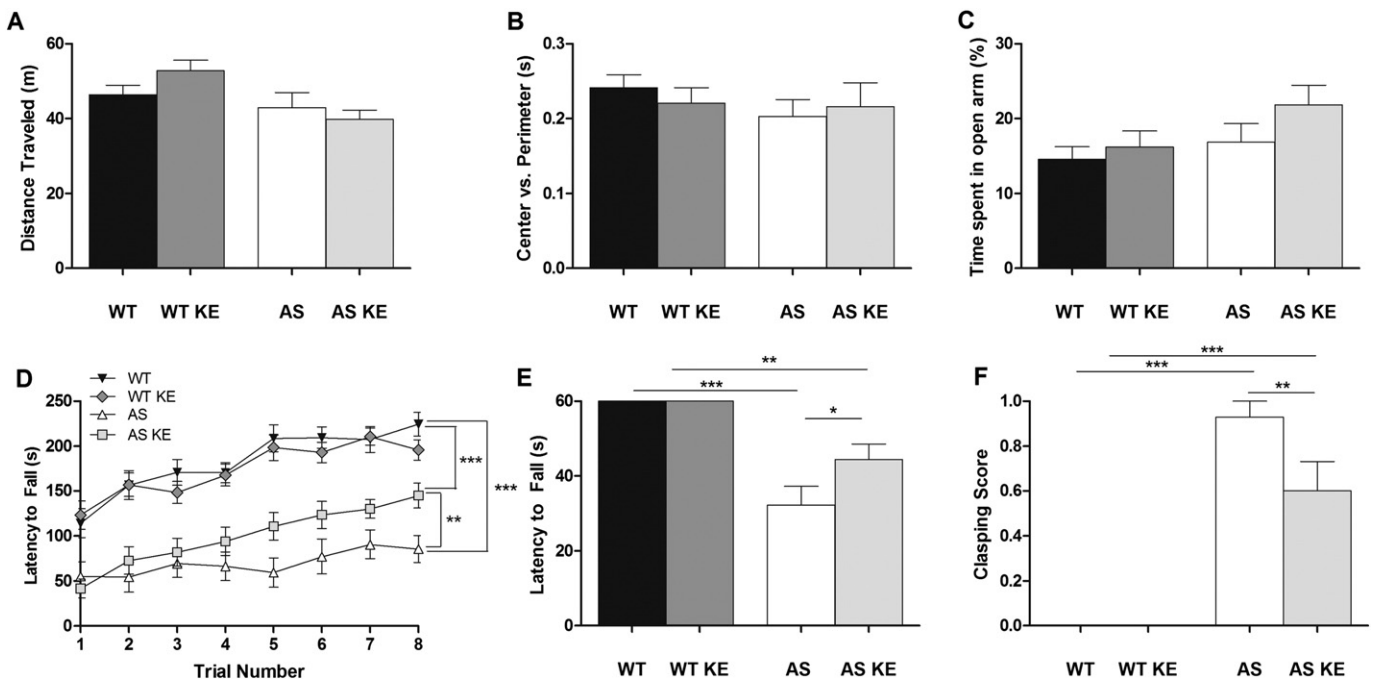 A
Distance Traveled (m)
60
40
20
0
WT WT KE AS AS KE
B
Center vs. Perimeter (s)
0.3
0.2
0.1
0.0
WT WT KE AS AS KE
C
Time spent in open arm (%)
30
20
10
0
WT WT KE AS AS KE
D
WT
WT KE
AS
AS KE
Latency to Fall (s)
250
200
150
100
50
0
1 2 3 4 5 6 7 8
Trial Number
***
***
**
E
Latency to Fall (s)
60
40
20
0
**
***
*
WT WT KE AS AS KE
F
Clasping Score
1.0
0.8
0.6
0.4
0.2
0.0
***
***
**
WT WT KE AS AS KE